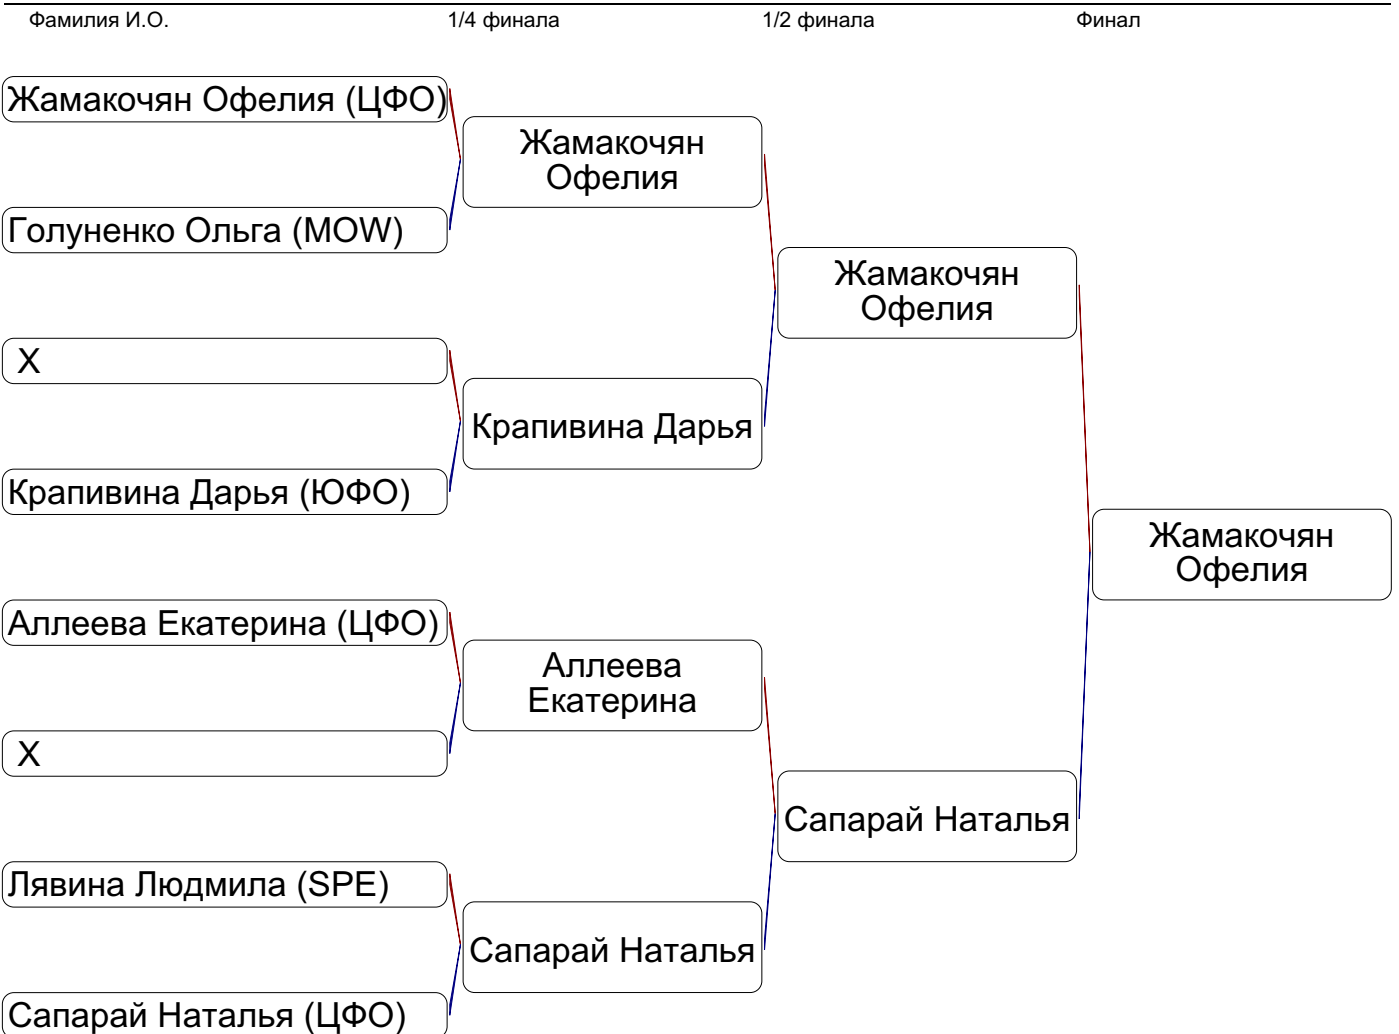 Фамилия И.О. 1/4 финала 1/2 финала Финал
Жамакочян Офелия (ЦФО)
Жамакочян
Офелия
Голуненко Ольга (MOW)
Жамакочян
Офелия
X
Крапивина Дарья
Крапивина Дарья (ЮФО)
Жамакочян
Офелия
Аллеева Екатерина (ЦФО)
Аллеева
Екатерина
X
Сапарай Наталья
Лявина Людмила (SPE)
Сапарай Наталья
Сапарай Наталья (ЦФО)